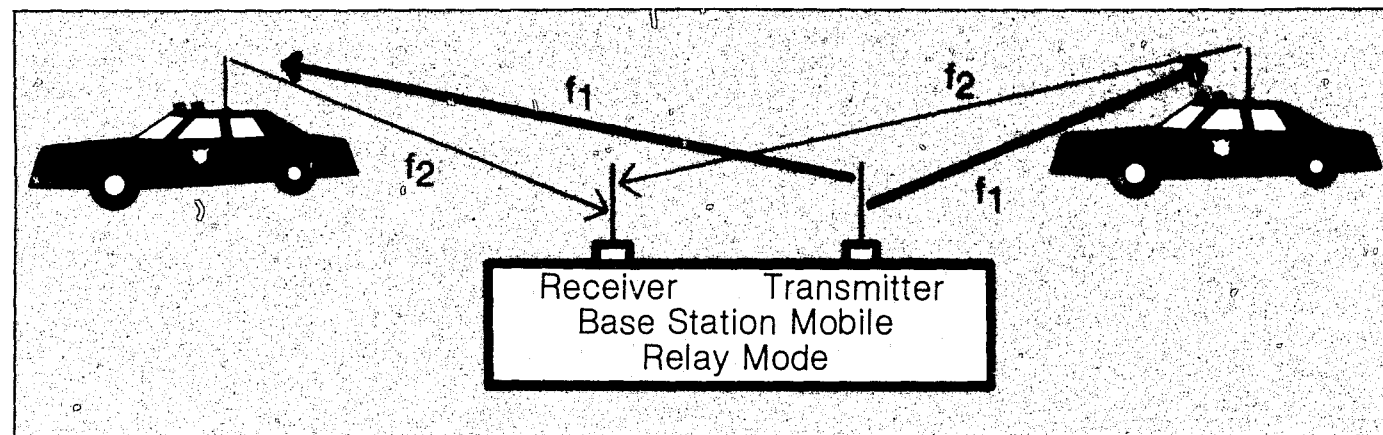 f1
f2
f2
f1
Receiver Transmitter
Base Station Mobile
Relay Mode